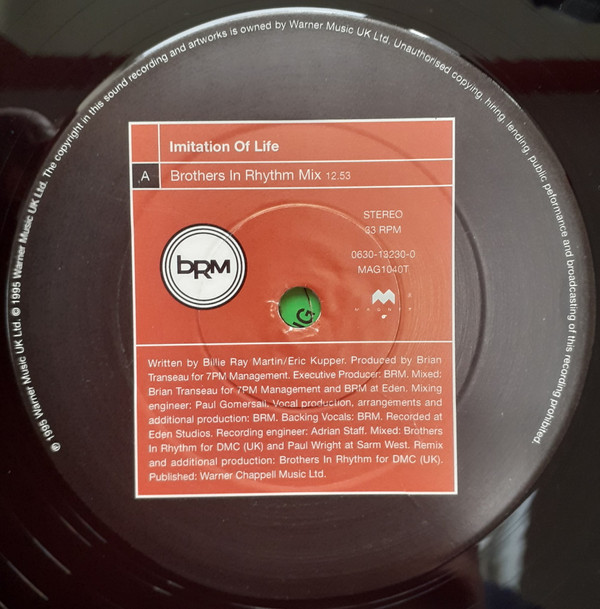 ℗ 1995 Warner Music UK Ltd. © 1995 Warner Music UK Ltd. The copyright in this sound recording and artworks is owned by Warner Music UK Ltd. Unauthorised copying, hiring, lending, public peformance and broadcasting of this recording prohibited.
Imitation Of Life
A Brothers In Rhythm Mix 12.53
STEREO
33 RPM
bRM
0630-13230-0
MAG1040T
MAGNET
Written by Billie Ray Martin/Eric Kupper. Produced by Brian
Transeau for 7PM Management. Executive Producer: BRM. Mixed:
Brian Transeau for 7PM Management and BRM at Eden. Mixing
engineer: Paul Gomersall. Vocal production, arrangements and
additional production: BRM. Backing Vocals: BRM. Recorded at
Eden Studios. Recording engineer: Adrian Staff. Mixed: Brothers
In Rhythm for DMC (UK) and Paul Wright at Sarm West. Remix
and additional production: Brothers In Rhythm for DMC (UK).
Published: Warner Chappell Music Ltd.